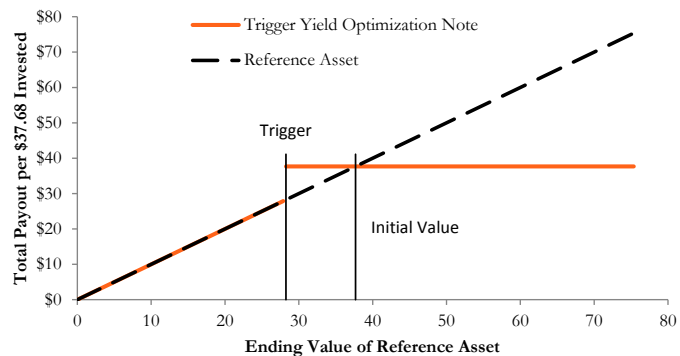 Total Payout per $37.68 Invested
$80
$70
$60
$50
$40
$30
$20
$10
$0
Trigger Yield Optimization Note
Reference Asset
Trigger
Initial Value
0 10 20 30 40 50 60 70 80
Ending Value of Reference Asset